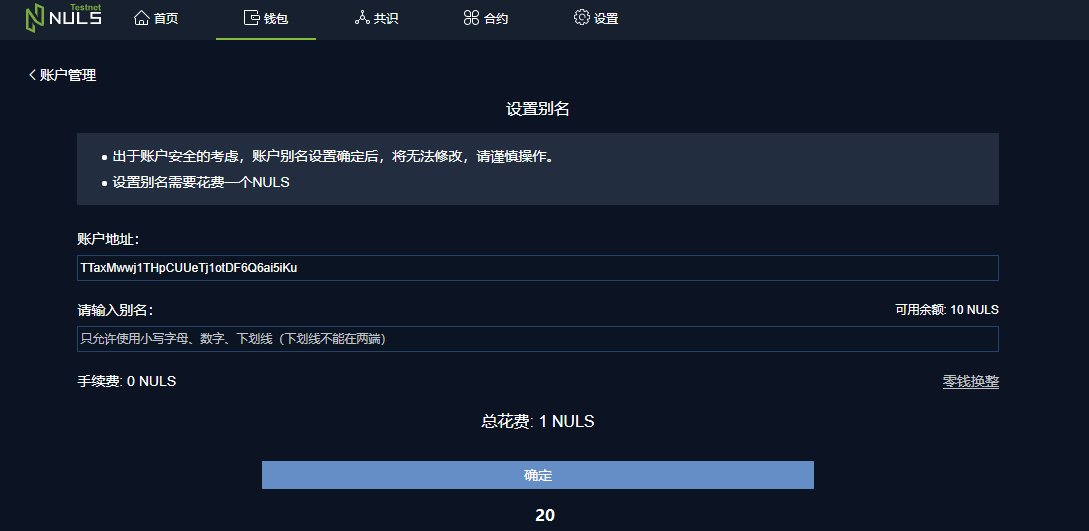 Testnet
NULS
首页
钱包
共识
合约
设置
账户管理
设置别名
出于账户安全的考虑，账户别名设置确定后，将无法修改，请谨慎操作。
设置别名需要花费一个NULS
账户地址：
TTaxMwwj1THpCUUeTj1otDF6Q6ai5iKu
请输入别名：
可用余额: 10 NULS
只允许使用小写字母、数字、下划线（下划线不能在两端）
手续费: 0 NULS
零钱换整
总花费: 1 NULS
确定
20